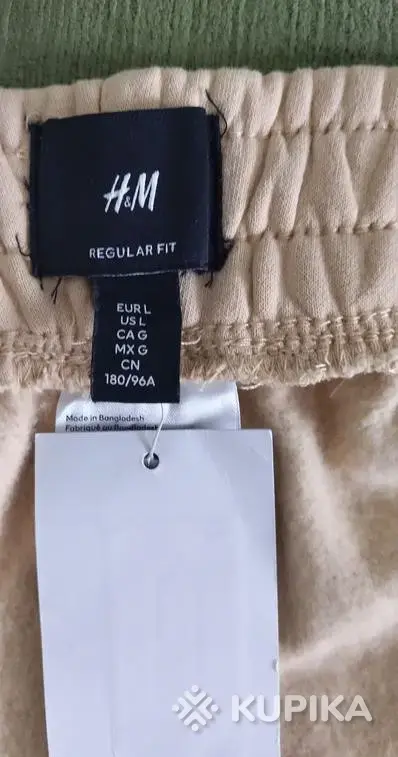 H&M
REGULAR FIT
EUR L
US L
CA G
MX G
CN
180/96A
Made in Bangladesh
Fabriqué au Bangladesh
KUPIKA